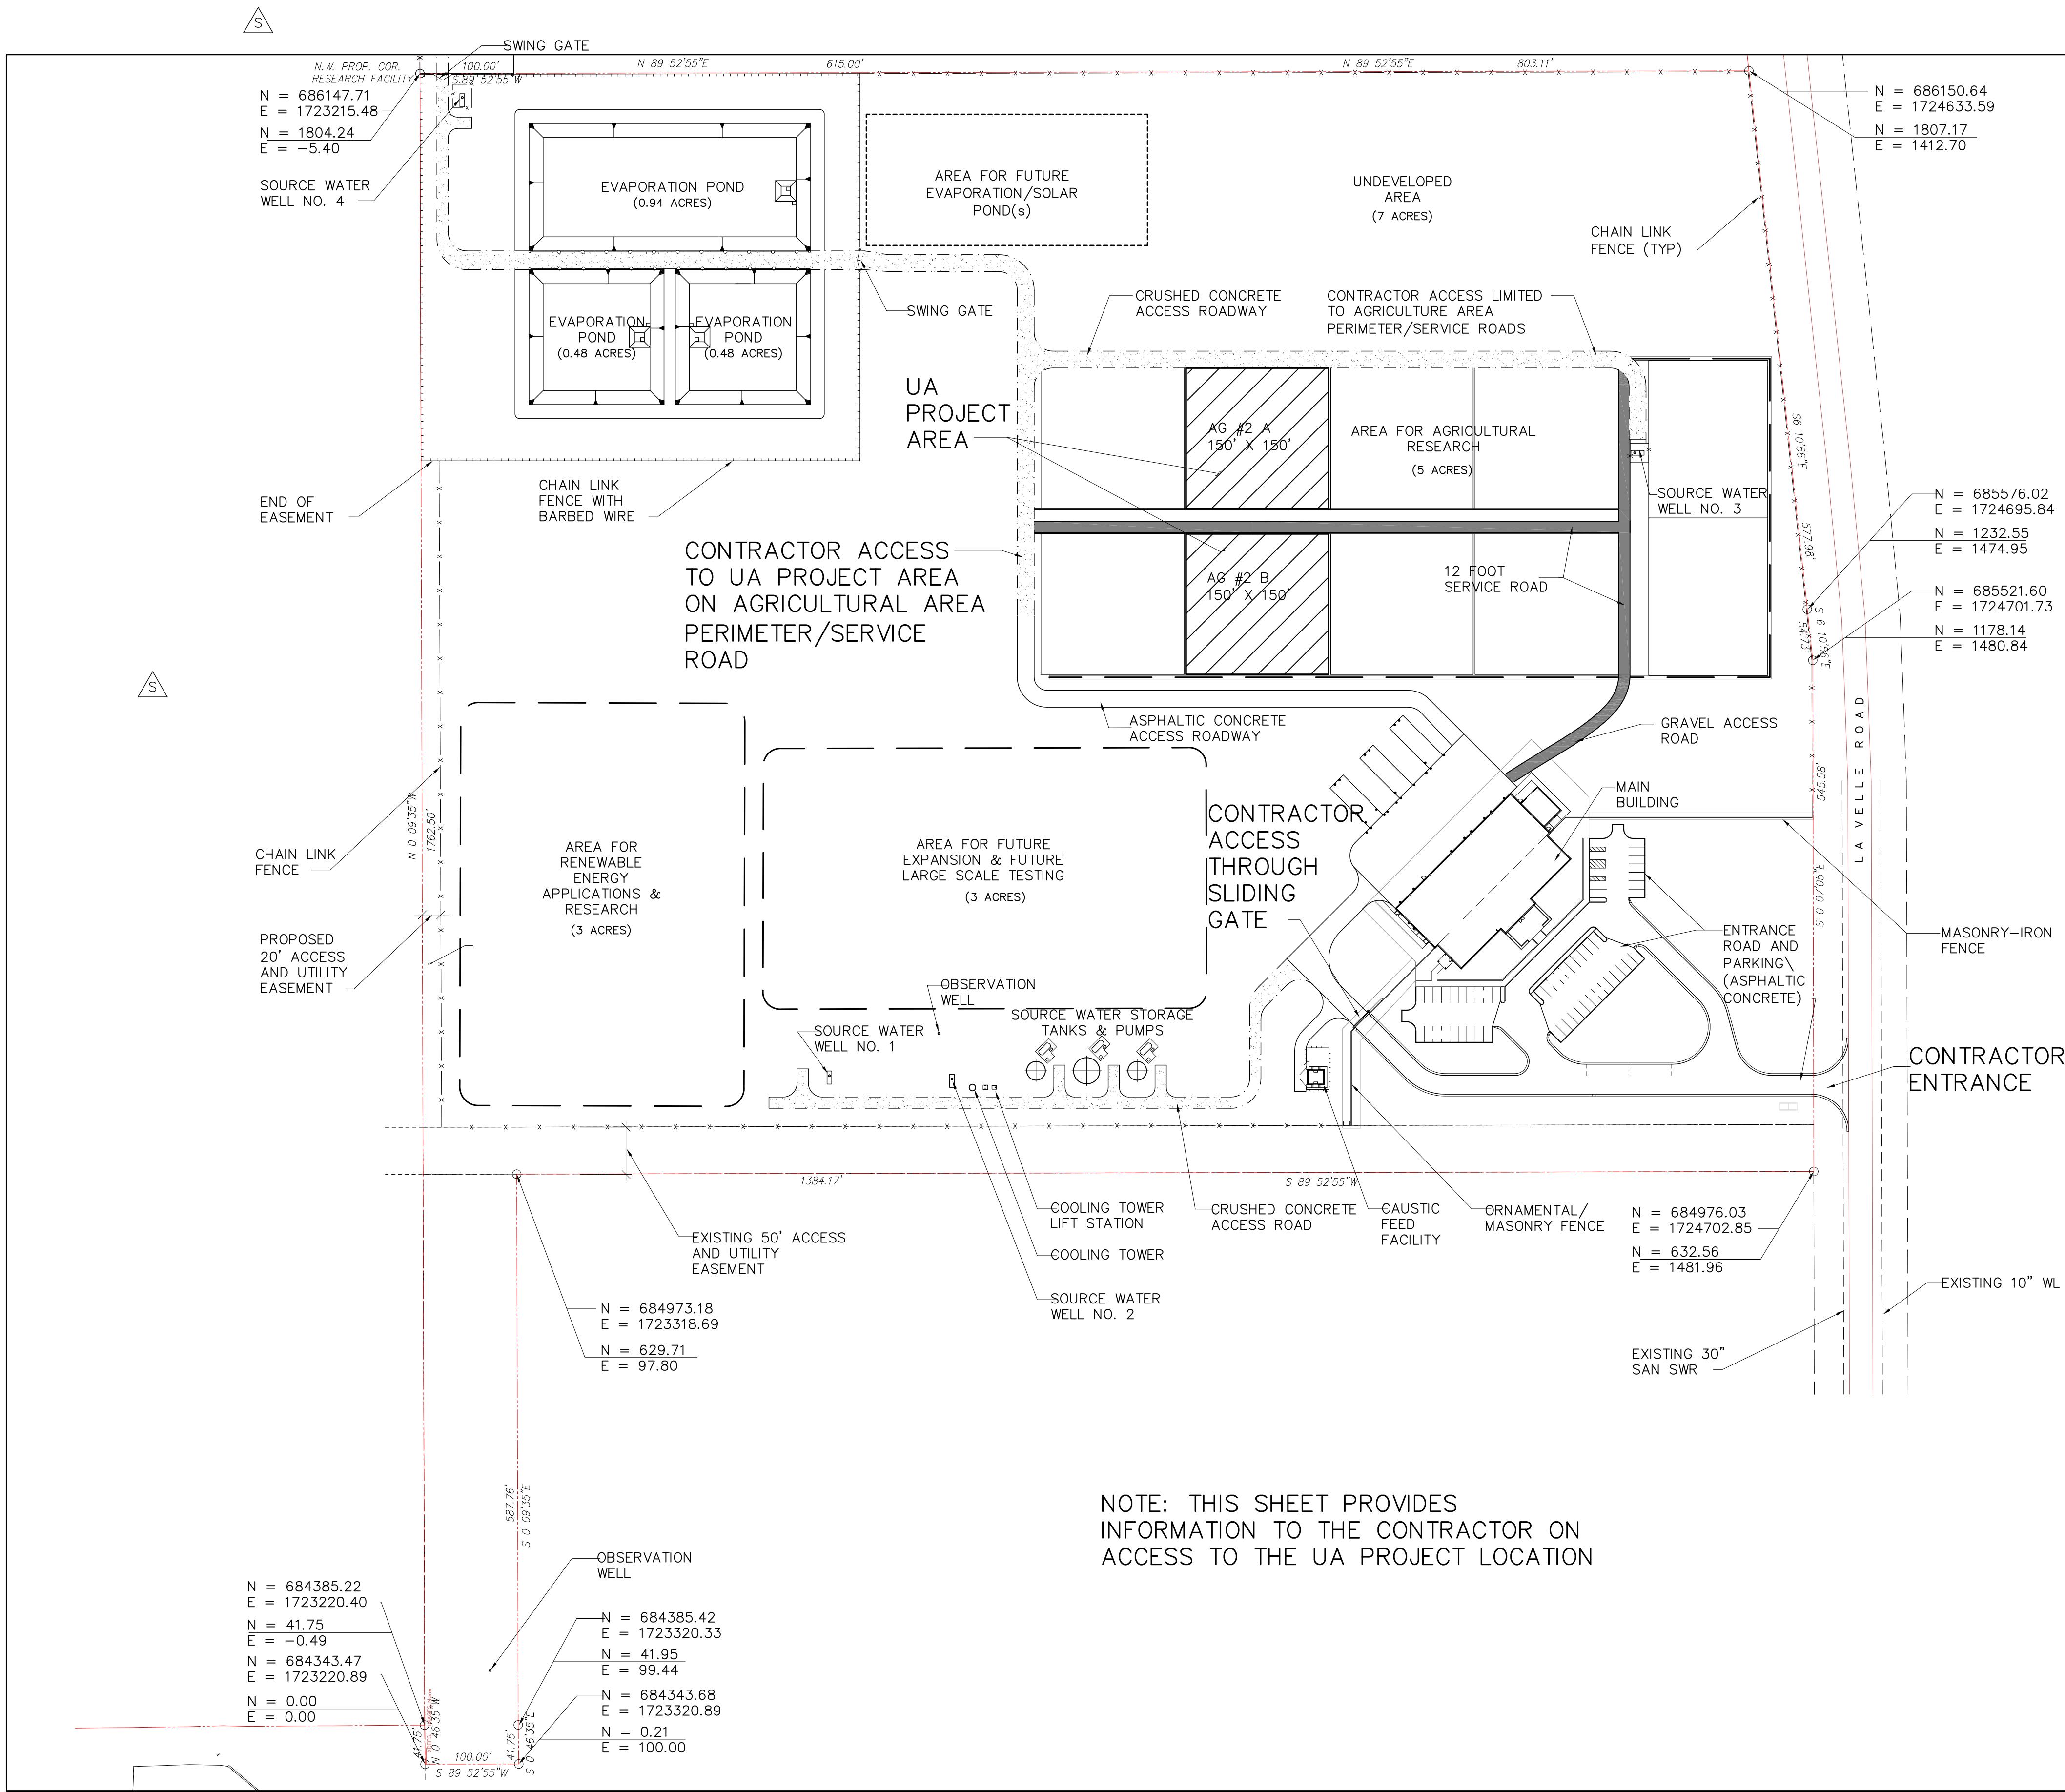 S
SWING GATE
N.W. PROP. COR.
RESEARCH FACILITY
100.00'
S 89 52'55"W
N 89 52'55"E
615.00'
N 89 52'55"E
803.11'
N = 686147.71
E = 1723215.48
N = 1804.24
E = -5.40
N = 686150.64
E = 1724633.59
N = 1807.17
E = 1412.70
SOURCE WATER
WELL NO. 4
EVAPORATION POND
(0.94 ACRES)
AREA FOR FUTURE
EVAPORATION/SOLAR
POND(s)
UNDEVELOPED
AREA
(7 ACRES)
CHAIN LINK
FENCE (TYP)
EVAPORATION
POND
(0.48 ACRES)
EVAPORATION
POND
(0.48 ACRES)
SWING GATE
CRUSHED CONCRETE
ACCESS ROADWAY
CONTRACTOR ACCESS LIMITED
TO AGRICULTURE AREA
PERIMETER/SERVICE ROADS
UA
PROJECT
AREA
AG #2 A
150' X 150'
AREA FOR AGRICULTURAL
RESEARCH
(5 ACRES)
S6 10'56"E
577.98'
END OF
EASEMENT
CHAIN LINK
FENCE WITH
BARBED WIRE
SOURCE WATER
WELL NO. 3
N = 685576.02
E = 1724695.84
N = 1232.55
E = 1474.95
CONTRACTOR ACCESS
TO UA PROJECT AREA
ON AGRICULTURAL AREA
PERIMETER/SERVICE
ROAD
AG #2 B
150' X 150'
12 FOOT
SERVICE ROAD
N = 685521.60
E = 1724701.73
N = 1178.14
E = 1480.84
S 6 10'56"E
54.73'
S
ASPHALTIC CONCRETE
ACCESS ROADWAY
GRAVEL ACCESS
ROAD
LA VELLE ROAD
545.58'
S 0 07'05"E
MAIN
BUILDING
N 0 09'35"W
1762.50'
CHAIN LINK
FENCE
AREA FOR
RENEWABLE
ENERGY
APPLICATIONS &
RESEARCH
(3 ACRES)
AREA FOR FUTURE
EXPANSION & FUTURE
LARGE SCALE TESTING
(3 ACRES)
CONTRACTOR
ACCESS
THROUGH
SLIDING
GATE
PROPOSED
20' ACCESS
AND UTILITY
EASEMENT
ENTRANCE
ROAD AND
PARKING\
(ASPHALTIC
CONCRETE)
MASONRY-IRON
FENCE
OBSERVATION
WELL
SOURCE WATER
WELL NO. 1
SOURCE WATER STORAGE
TANKS & PUMPS
CONTRACTOR
ENTRANCE
1384.17'
S 89 52'55"W
EXISTING 50' ACCESS
AND UTILITY
EASEMENT
COOLING TOWER
LIFT STATION
COOLING TOWER
SOURCE WATER
WELL NO. 2
CRUSHED CONCRETE
ACCESS ROAD
CAUSTIC
FEED
FACILITY
ORNAMENTAL/
MASONRY FENCE
N = 684976.03
E = 1724702.85
N = 632.56
E = 1481.96
EXISTING 10" WL
N = 684973.18
E = 1723318.69
N = 629.71
E = 97.80
EXISTING 30"
SAN SWR
587.76'
S 0 09'35"E
NOTE: THIS SHEET PROVIDES
INFORMATION TO THE CONTRACTOR ON
ACCESS TO THE UA PROJECT LOCATION
OBSERVATION
WELL
N = 684385.22
E = 1723220.40
N = 41.75
E = -0.49
N = 684343.47
E = 1723220.89
N = 0.00
E = 0.00
N = 684385.42
E = 1723320.33
N = 41.95
E = 99.44
N = 684343.68
E = 1723320.89
N = 0.21
E = 100.00
41.75'
N 0 46'35"W
100.00'
S 89 52'55"W
41.75'
S 0 46'35"E